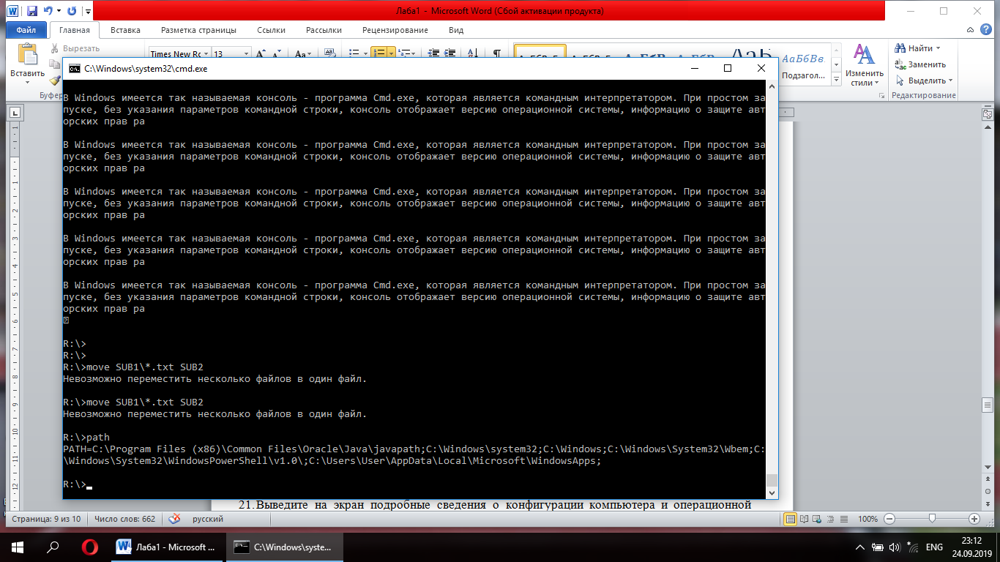 Лаба1 - Microsoft Word (Сбой активации продукта)
Файл Главная Вставка Разметка страницы Ссылки Рассылки Рецензирование Вид
Вставить
Вырезать
Times New Ro 13
Найти
Заменить
Выделить
АаБбВв.
Подзагол...
Изменить
стили
Редактирование
C:\Windows\system32\cmd.exe
В Windows имеется так называемая консоль - программа Cmd.exe, которая является командным интерпретатором. При простом за
пуске, без указания параметров командной строки, консоль отображает версию операционной системы, информацию о защите авт
орских прав ра
В Windows имеется так называемая консоль - программа Cmd.exe, которая является командным интерпретатором. При простом за
пуске, без указания параметров командной строки, консоль отображает версию операционной системы, информацию о защите авт
орских прав ра
В Windows имеется так называемая консоль - программа Cmd.exe, которая является командным интерпретатором. При простом за
пуске, без указания параметров командной строки, консоль отображает версию операционной системы, информацию о защите авт
орских прав ра
В Windows имеется так называемая консоль - программа Cmd.exe, которая является командным интерпретатором. При простом за
пуске, без указания параметров командной строки, консоль отображает версию операционной системы, информацию о защите авт
орских прав ра
В Windows имеется так называемая консоль - программа Cmd.exe, которая является командным интерпретатором. При простом за
пуске, без указания параметров командной строки, консоль отображает версию операционной системы, информацию о защите авт
орских прав ра
R:\>
R:\>
R:\>move SUB1\*.txt SUB2
Невозможно переместить несколько файлов в один файл.
R:\>move SUB1\*.txt SUB2
Невозможно переместить несколько файлов в один файл.
R:\>path
PATH=C:\Program Files (x86)\Common Files\Oracle\Java\javapath;C:\Windows\system32;C:\Windows;C:\Windows\System32\Wbem;C:
\Windows\System32\WindowsPowerShell\v1.0\;C:\Users\User\AppData\Local\Microsoft\WindowsApps;
R:\>
21.Выведите на экран подробные сведения о конфигурации компьютера и операционной
Страница: 9 из 10 Число слов: 662 русский 100%
Лаба1 - Microsoft ... C:\Windows\syste... ENG 23:12
24.09.2019